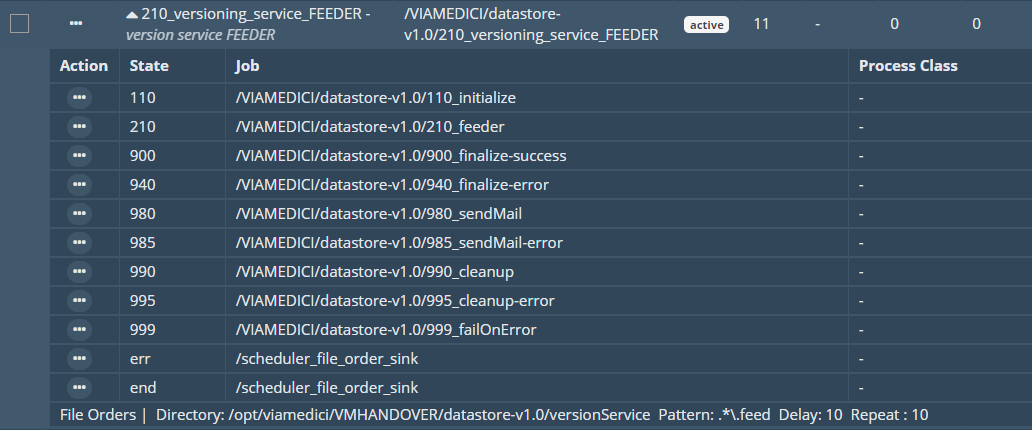 ••• 210_versioning_service_FEEDER - /VIAMEDICI/datastore- active 11 - 0 0
version service FEEDER v1.0/210_versioning_service_FEEDER
Action State Job Process Class
••• 110 /VIAMEDICI/datastore-v1.0/110_initialize -
••• 210 /VIAMEDICI/datastore-v1.0/210_feeder -
••• 900 /VIAMEDICI/datastore-v1.0/900_finalize-success -
••• 940 /VIAMEDICI/datastore-v1.0/940_finalize-error -
••• 980 /VIAMEDICI/datastore-v1.0/980_sendMail -
••• 985 /VIAMEDICI/datastore-v1.0/985_sendMail-error -
••• 990 /VIAMEDICI/datastore-v1.0/990_cleanup -
••• 995 /VIAMEDICI/datastore-v1.0/995_cleanup-error -
••• 999 /VIAMEDICI/datastore-v1.0/999_failOnError -
••• err /scheduler_file_order_sink -
••• end /scheduler_file_order_sink -
File Orders | Directory: /opt/viamedici/VMHANDOVER/datastore-v1.0/versionService Pattern: .*\.feed Delay: 10 Repeat : 10